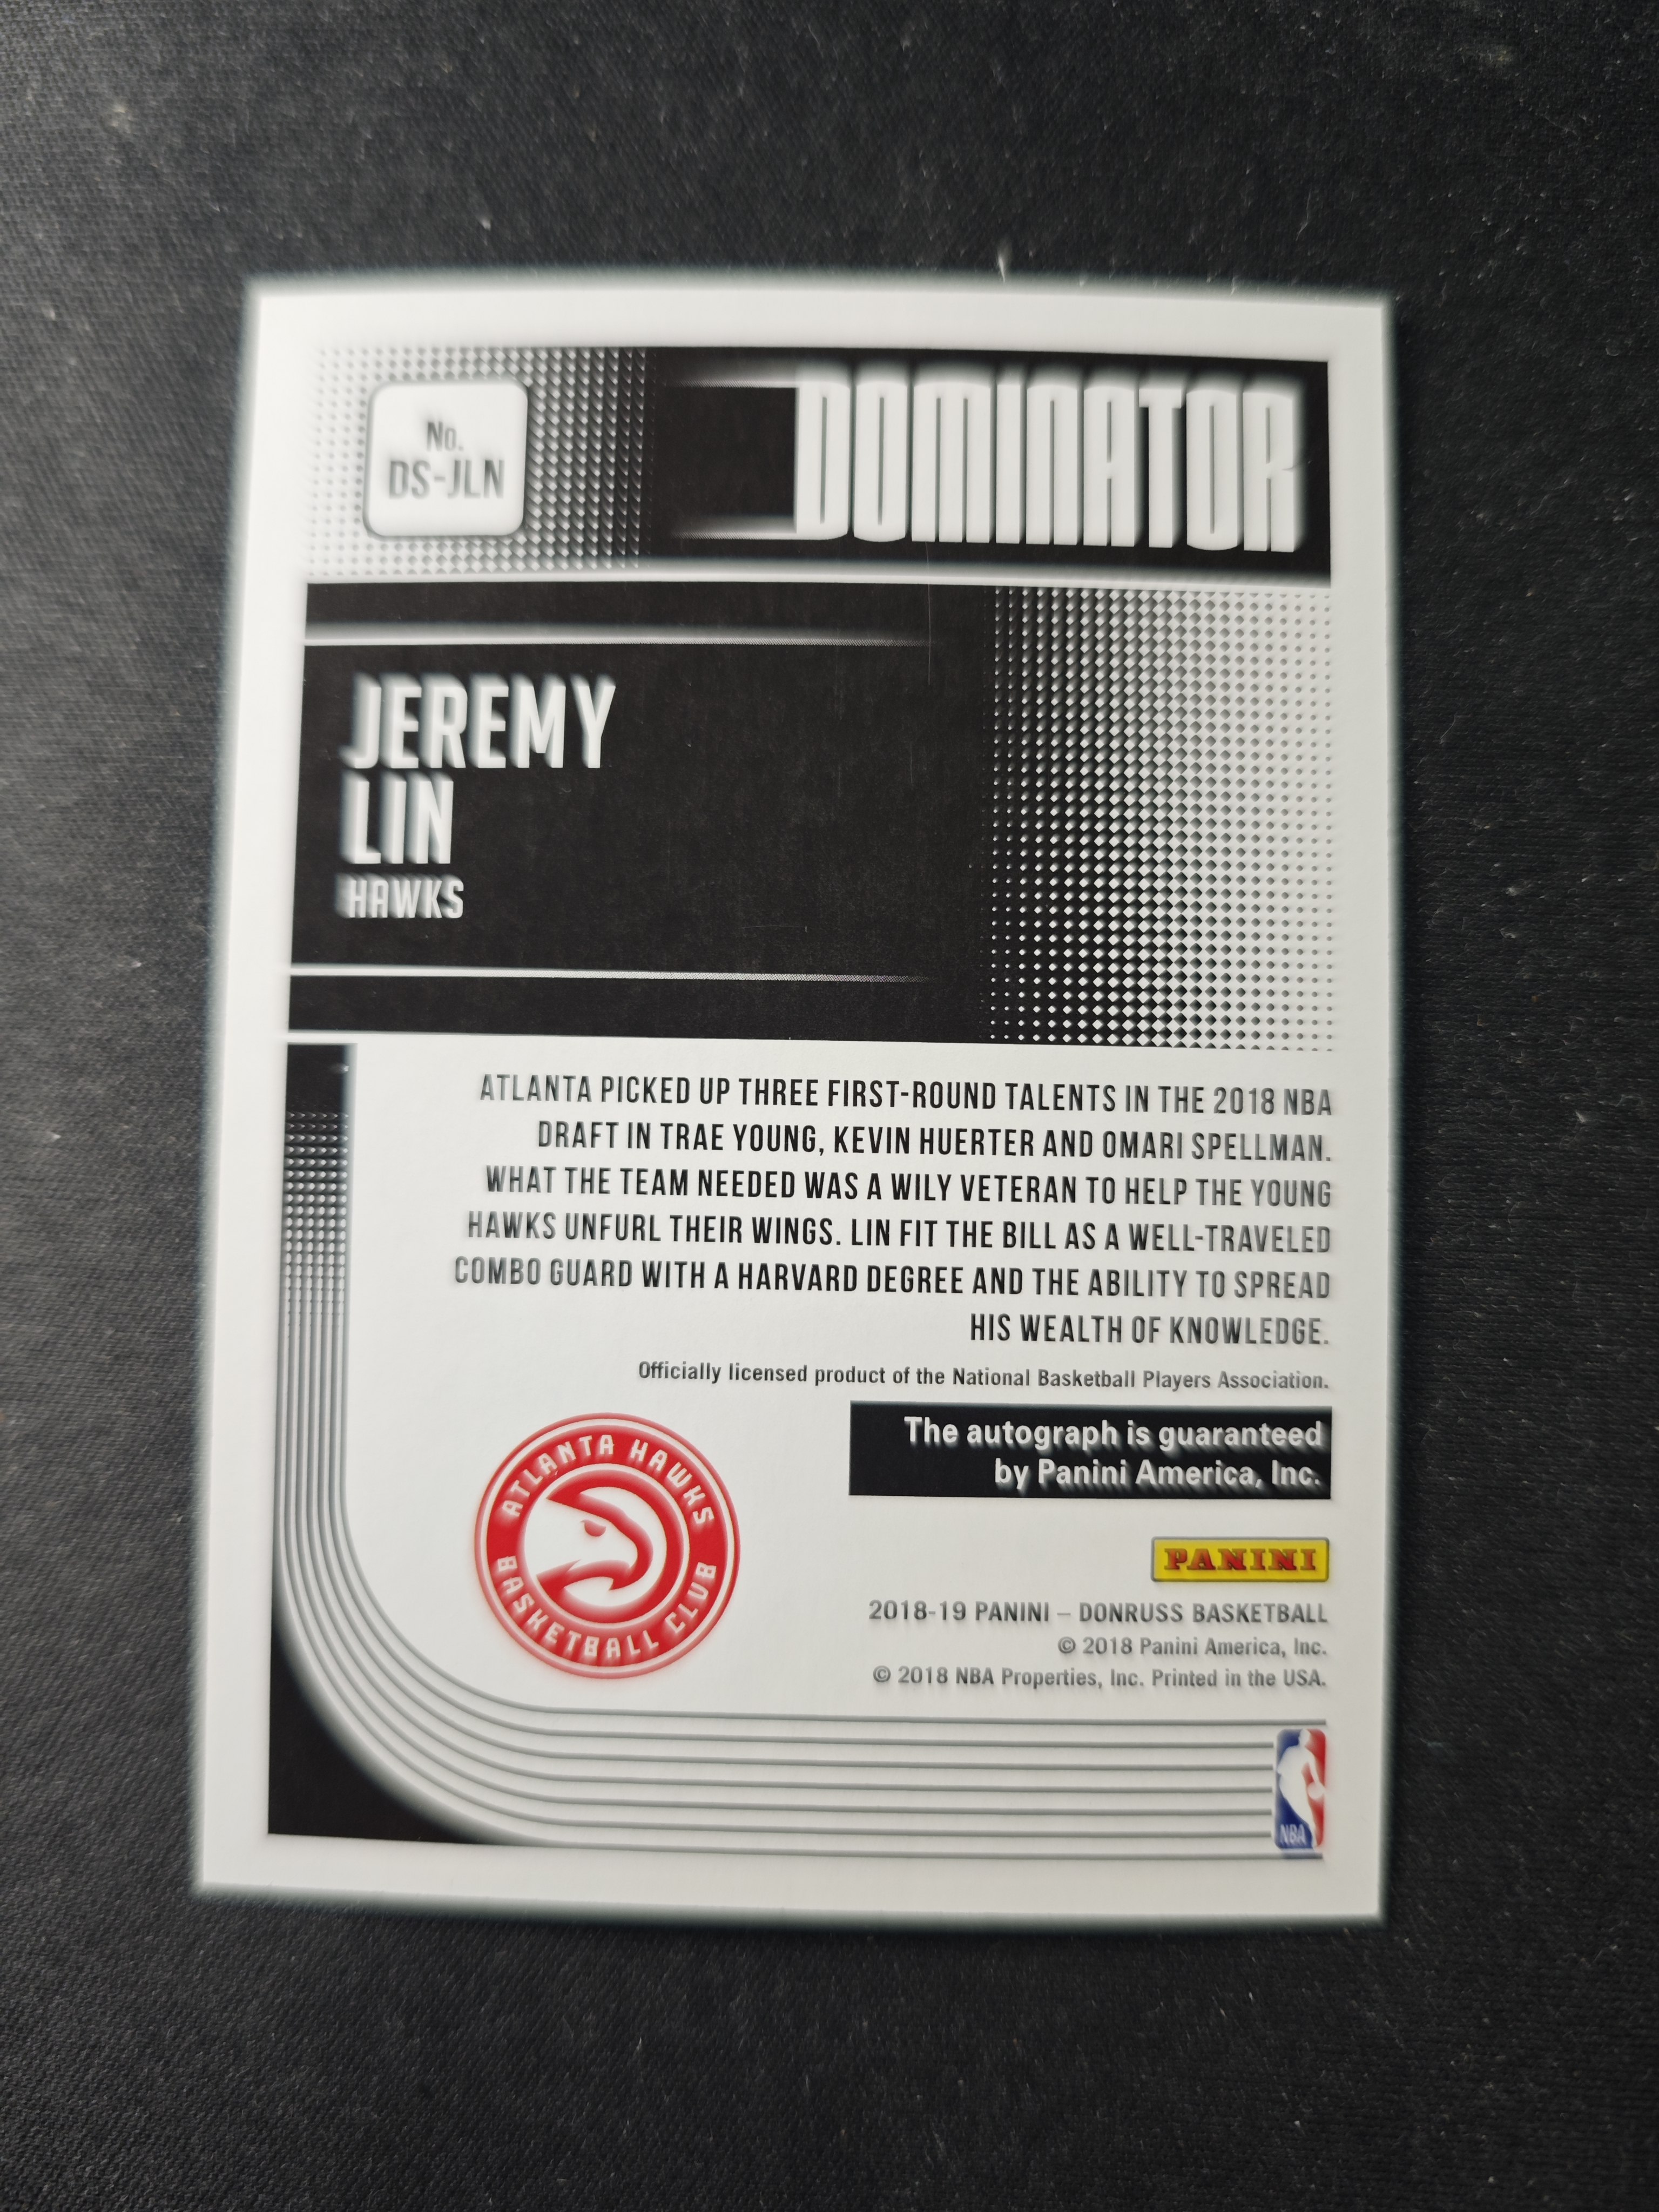 No.
DS-JLN
DOMINATOR
JEREMY
LIN
HAWKS
ATLANTA PICKED UP THREE FIRST-ROUND TALENTS IN THE 2018 NBA
DRAFT IN TRAE YOUNG, KEVIN HUERTER AND OMARI SPELLMAN.
WHAT THE TEAM NEEDED WAS A WILY VETERAN TO HELP THE YOUNG
HAWKS UNFURL THEIR WINGS. LIN FIT THE BILL AS A WELL-TRAVELED
COMBO GUARD WITH A HARVARD DEGREE AND THE ABILITY TO SPREAD
HIS WEALTH OF KNOWLEDGE.
Officially licensed product of the National Basketball Players Association.
The autograph is guaranteed
by Panini America, Inc.
ATLANTA HAWKS
BASKETBALL CLUB
PANINI
2018-19 PANINI – DONRUSS BASKETBALL
© 2018 Panini America, Inc.
© 2018 NBA Properties, Inc. Printed in the USA.
NBA